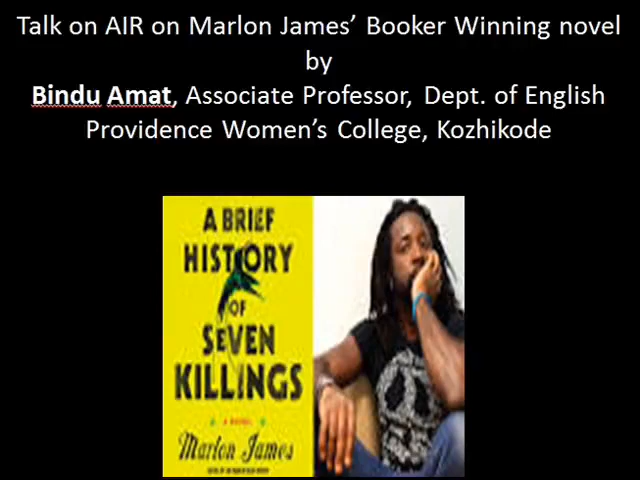 Talk on AIR on Marlon James’ Booker Winning novel
by
Bindu Amat, Associate Professor, Dept. of English
Providence Women’s College, Kozhikode
A BRIEF
HISTORY
OF
SEVEN
KILLINGS
A NOVEL
Marlon James